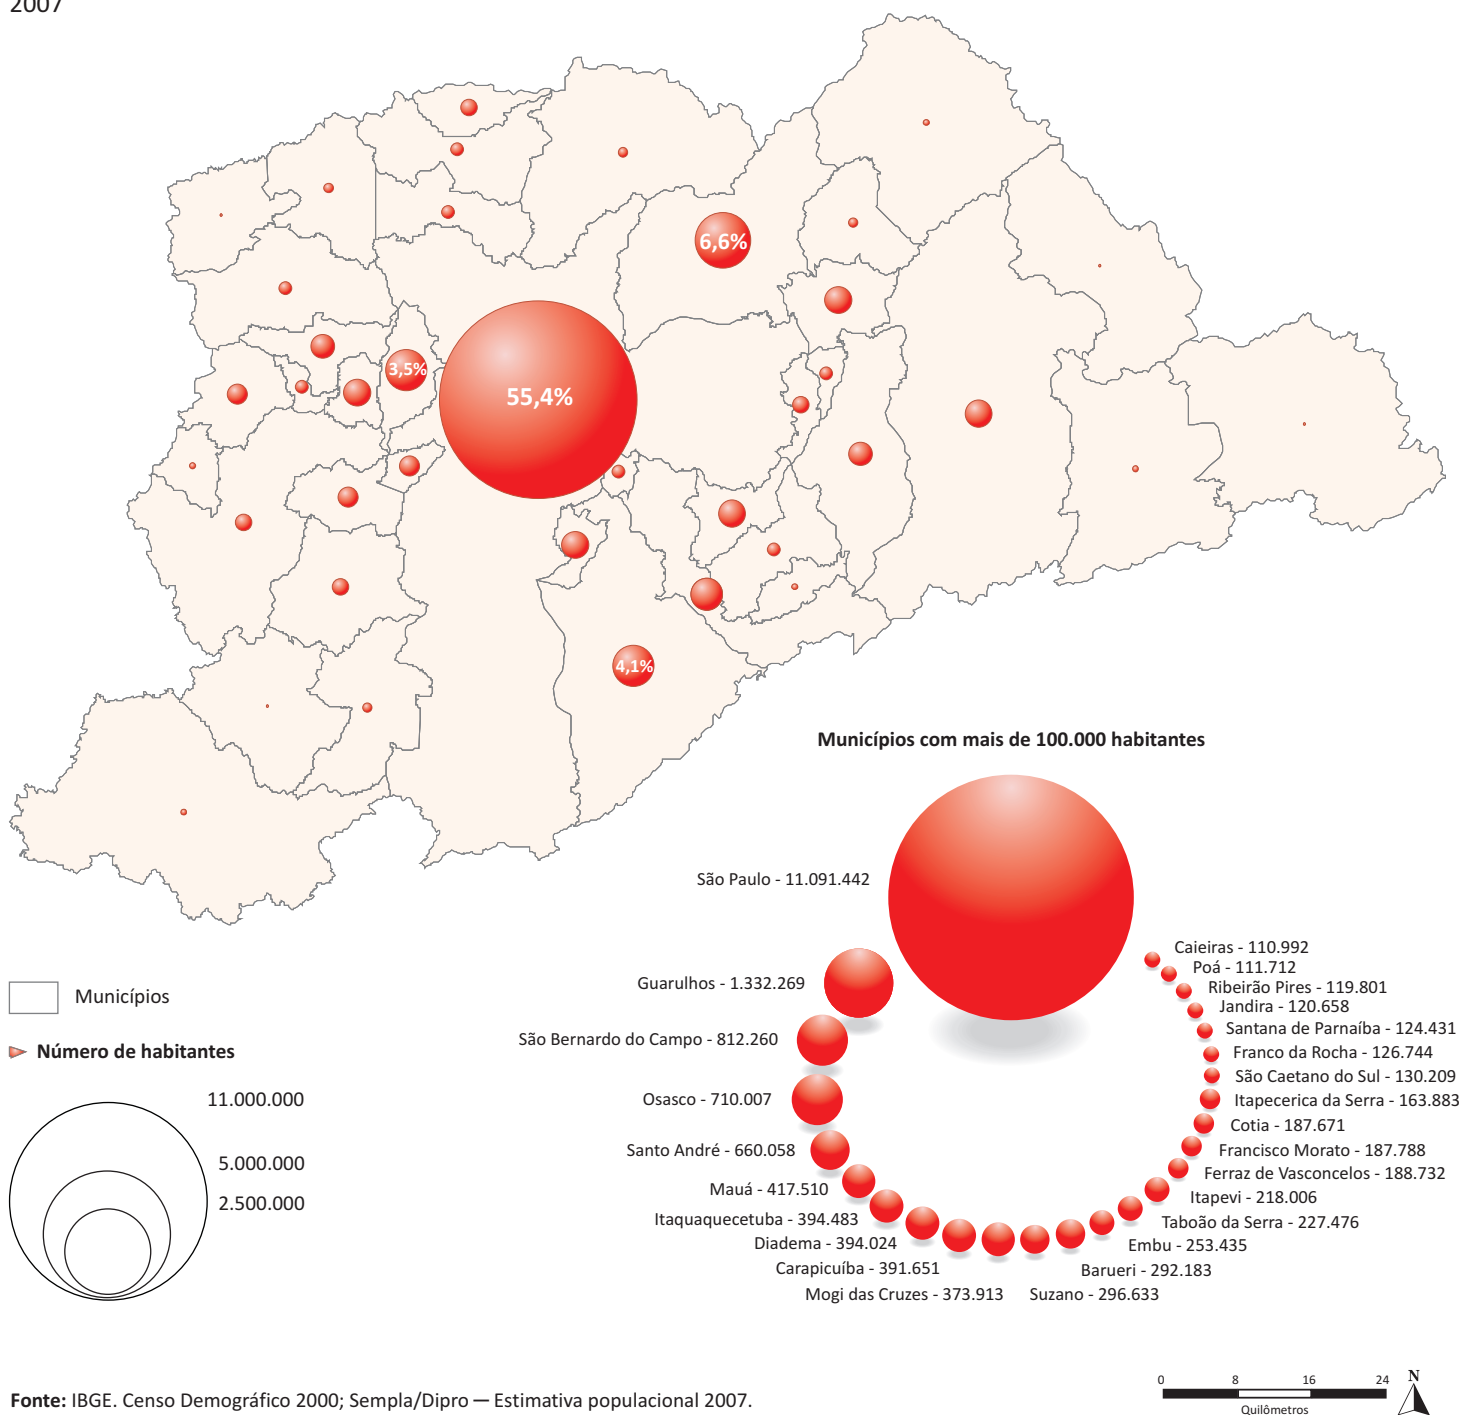 2007
6,6%
3,5%
55,4%
4,1%
Municípios com mais de 100.000 habitantes
São Paulo - 11.091.442
Guarulhos - 1.332.269
São Bernardo do Campo - 812.260
Osasco - 710.007
Santo André - 660.058
Mauá - 417.510
Itaquaquecetuba - 394.483
Diadema - 394.024
Carapicuíba - 391.651
Mogi das Cruzes - 373.913
Suzano - 296.633
Barueri - 292.183
Embu - 253.435
Taboão da Serra - 227.476
Itapevi - 218.006
Ferraz de Vasconcelos - 188.732
Francisco Morato - 187.788
Cotia - 187.671
Itapecerica da Serra - 163.883
São Caetano do Sul - 130.209
Franco da Rocha - 126.744
Santana de Parnaíba - 124.431
Jandira - 120.658
Ribeirão Pires - 119.801
Poá - 111.712
Caieiras - 110.992
Municípios
Número de habitantes
11.000.000
5.000.000
2.500.000
0 8 16 24
Quilômetros
N
Fonte: IBGE. Censo Demográfico 2000; Sempla/Dipro — Estimativa populacional 2007.